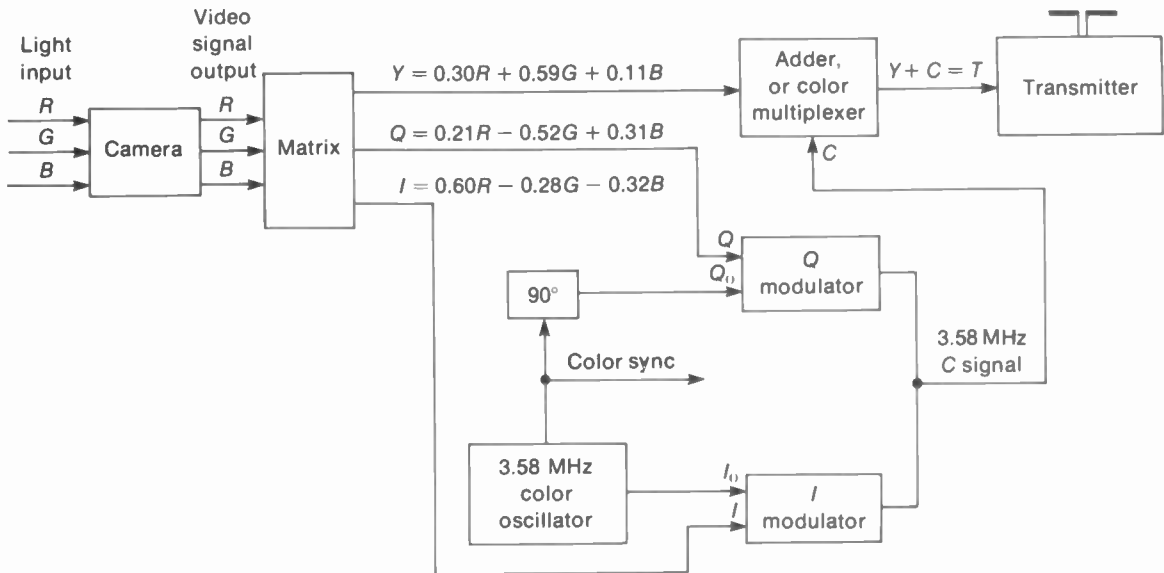 Light
input
Video
signal
output
R
G
B
Camera
R
G
B
Matrix
Y = 0.30R + 0.59G + 0.11B
Q = 0.21R − 0.52G + 0.31B
I = 0.60R − 0.28G − 0.32B
Adder,
or color
multiplexer
Y + C = T
Transmitter
C
Q
Q₀
Q
modulator
90°
Color sync
3.58 MHz
C signal
3.58 MHz
color
oscillator
I₀
I
I
modulator